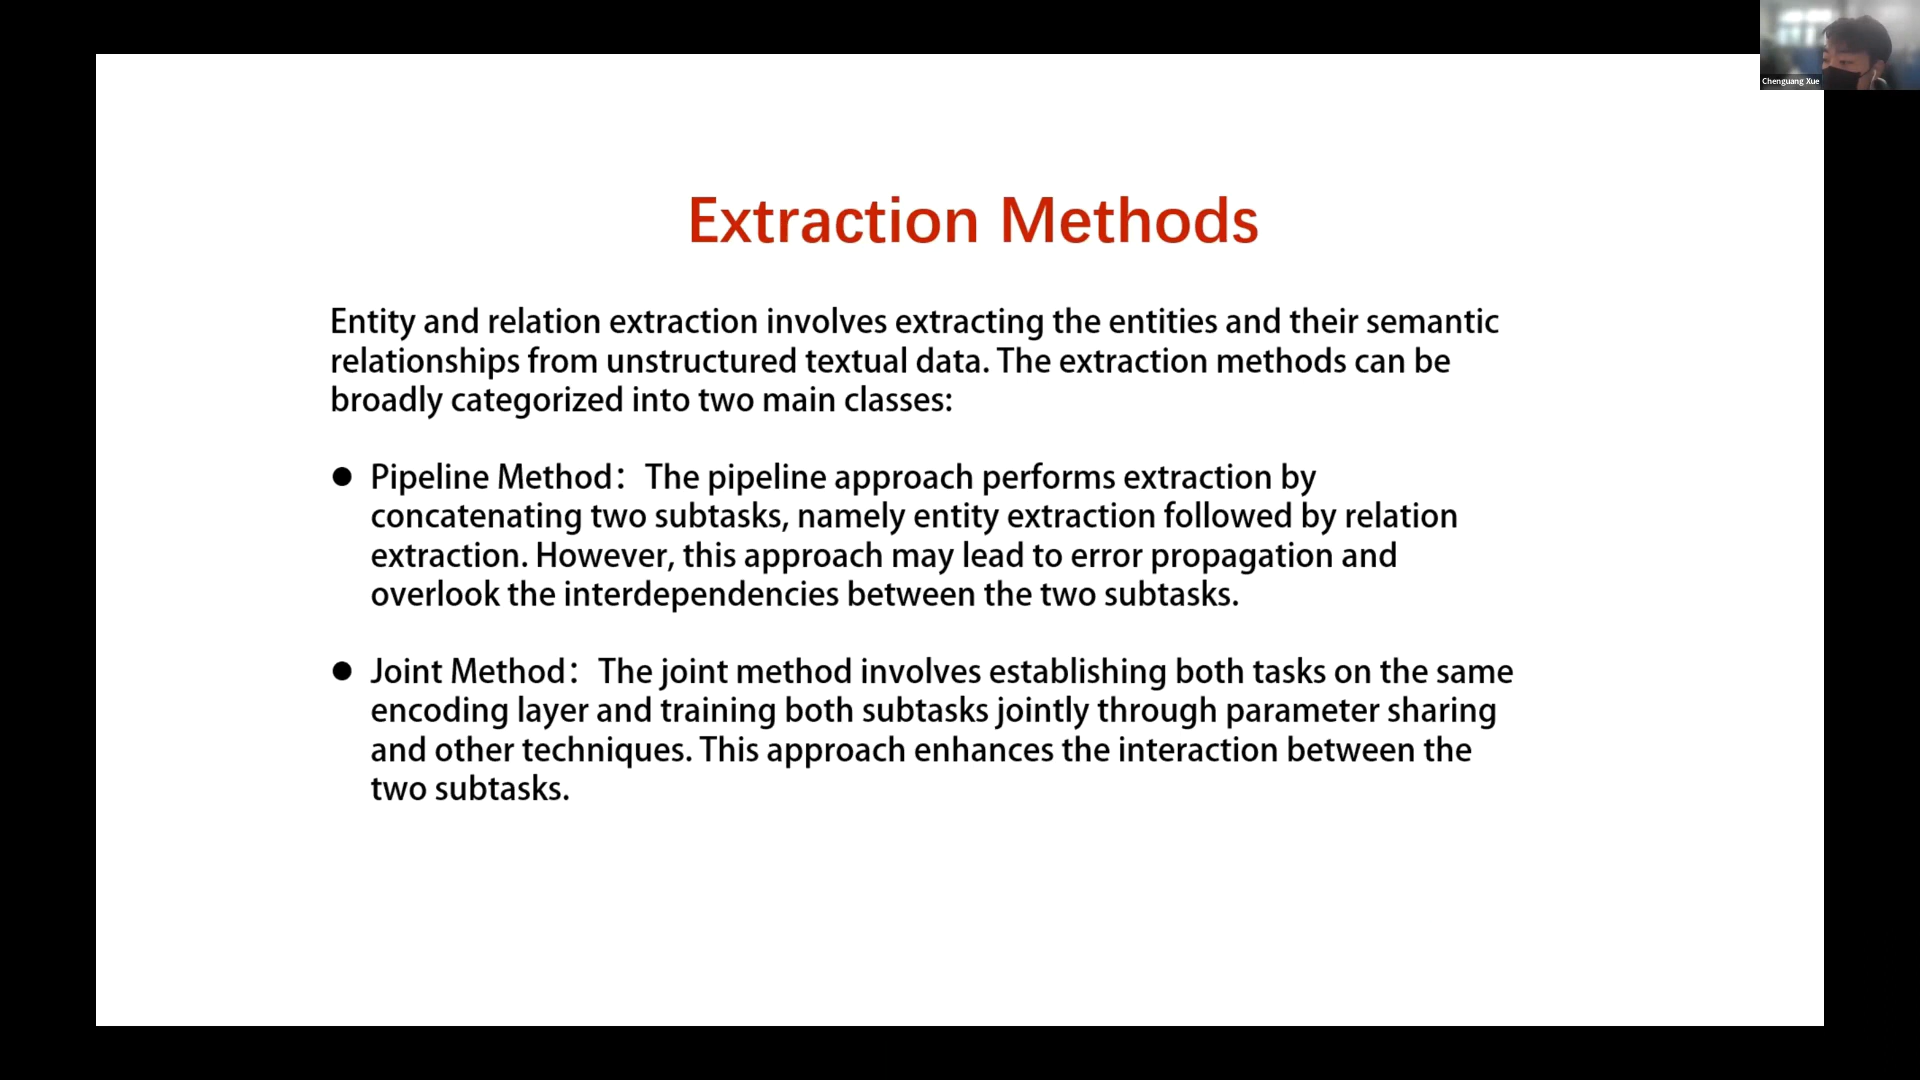 Chenguang Xue
Extraction Methods
Entity and relation extraction involves extracting the entities and their semantic
relationships from unstructured textual data. The extraction methods can be
broadly categorized into two main classes:
● Pipeline Method： The pipeline approach performs extraction by
concatenating two subtasks, namely entity extraction followed by relation
extraction. However, this approach may lead to error propagation and
overlook the interdependencies between the two subtasks.
● Joint Method： The joint method involves establishing both tasks on the same
encoding layer and training both subtasks jointly through parameter sharing
and other techniques. This approach enhances the interaction between the
two subtasks.